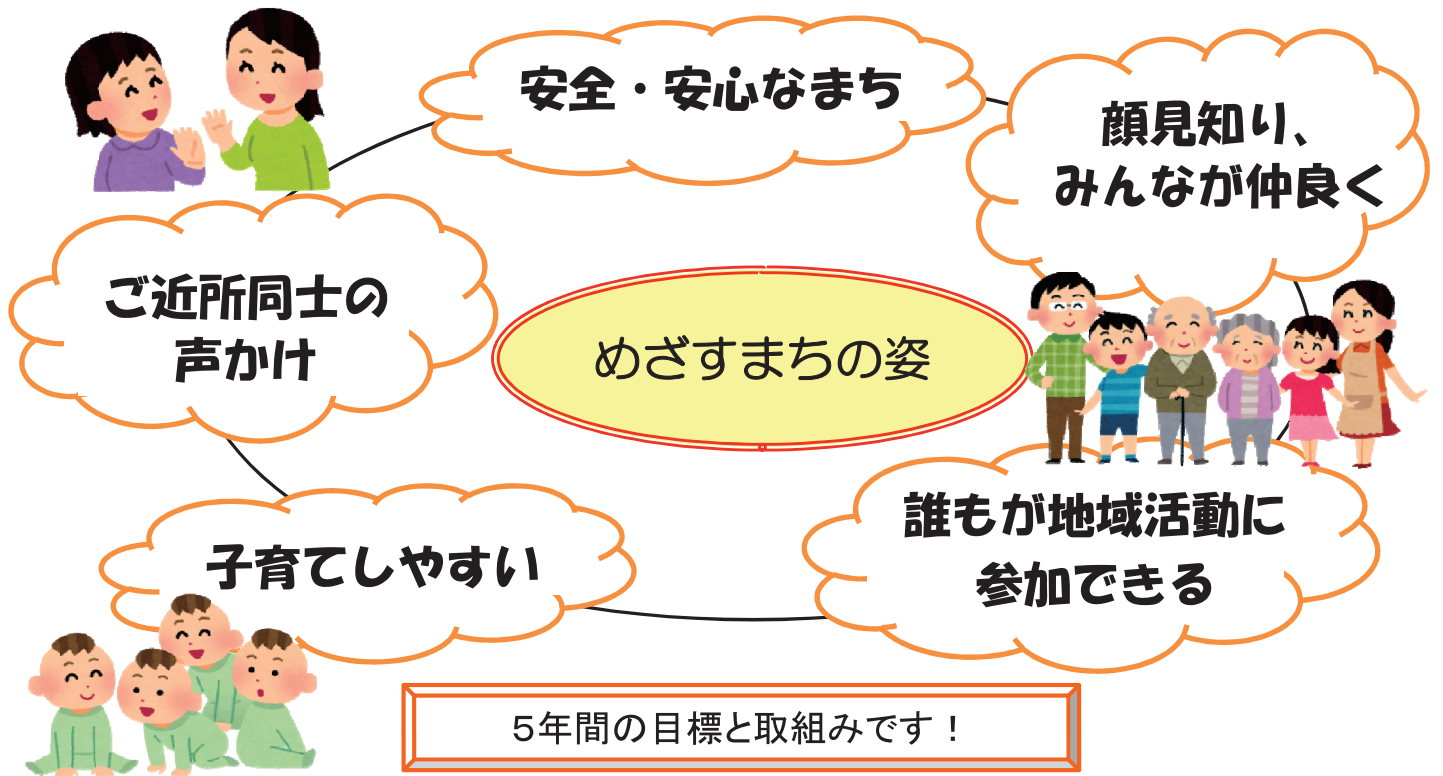 安全・安心なまち
顔見知り、
みんなが仲良く
ご近所同士の
声かけ
めざすまちの姿
誰もが地域活動に
参加できる
子育てしやすい
５年間の目標と取組みです！